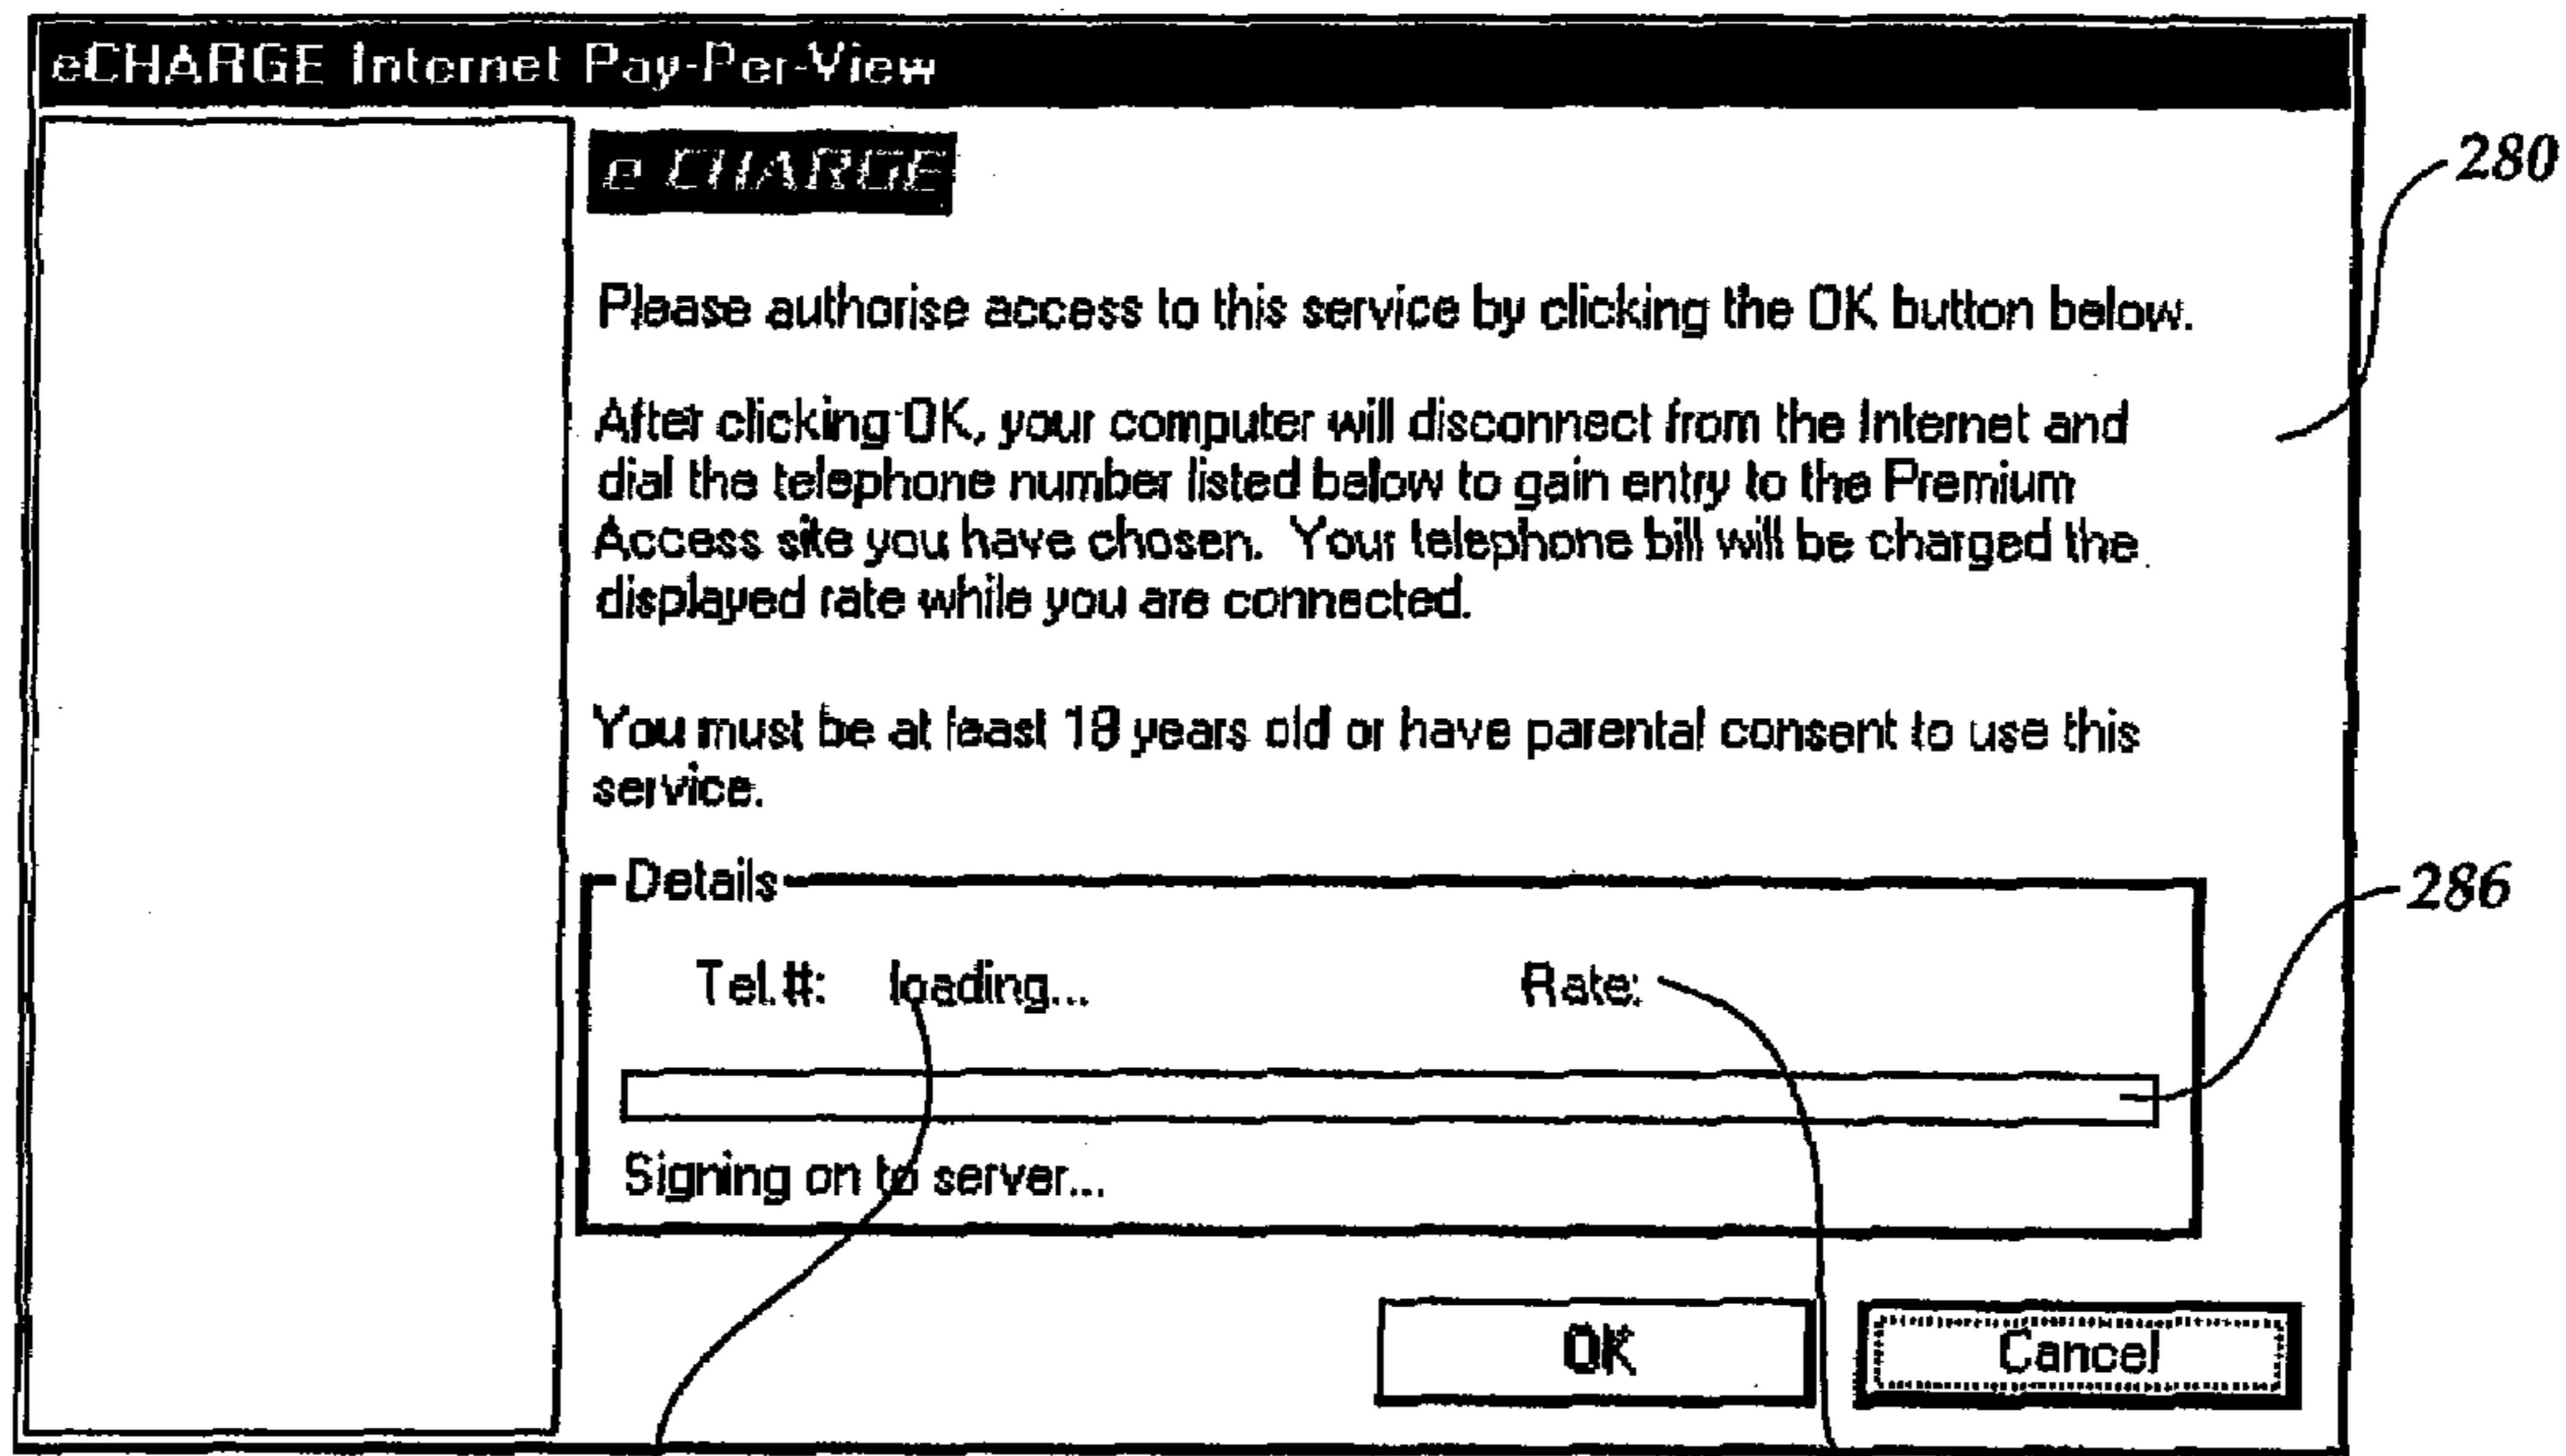 eCHARGE Internet Pay-Per-View
e CHARGE
280
Please authorise access to this service by clicking the OK button below.
After clicking OK, your computer will disconnect from the Internet and
dial the telephone number listed below to gain entry to the Premium
Access site you have chosen. Your telephone bill will be charged the
displayed rate while you are connected.
You must be at least 18 years old or have parental consent to use this
service.
Details
286
Tel.#: loading... Rate:
Signing on to server...
OK Cancel